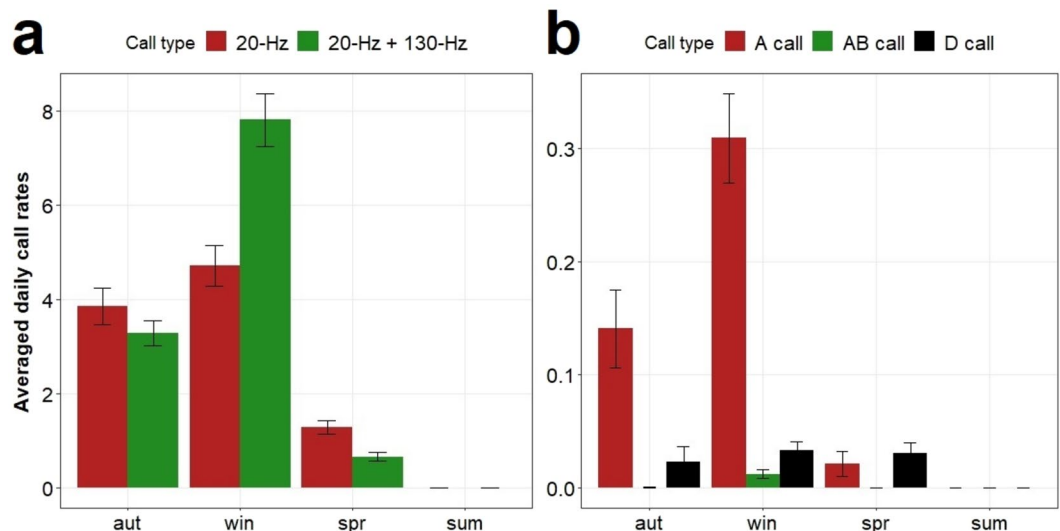 a
Call type 20-Hz 20-Hz + 130-Hz
Averaged daily call rates
8
6
4
2
0
aut win spr sum
b
Call type A call AB call D call
0.3
0.2
0.1
0.0
aut win spr sum